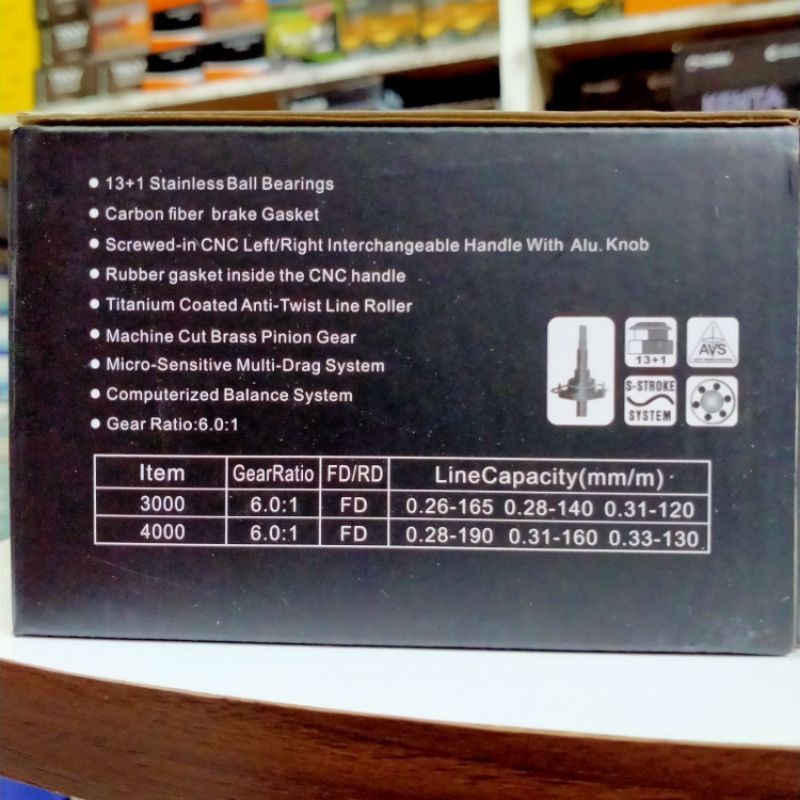 ● 13+1 Stainless Ball Bearings
● Carbon fiber brake Gasket
● Screwed-in CNC Left/Right Interchangeable Handle With Alu. Knob
● Rubber gasket inside the CNC handle
● Titanium Coated Anti-Twist Line Roller
● Machine Cut Brass Pinion Gear
● Micro-Sensitive Multi-Drag System
● Computerized Balance System
● Gear Ratio:6.0:1
13+1
AVS
S-STROKE
SYSTEM
Item GearRatio FD/RD LineCapacity(mm/m)
3000 6.0:1 FD 0.26-165 0.28-140 0.31-120
4000 6.0:1 FD 0.28-190 0.31-160 0.33-130